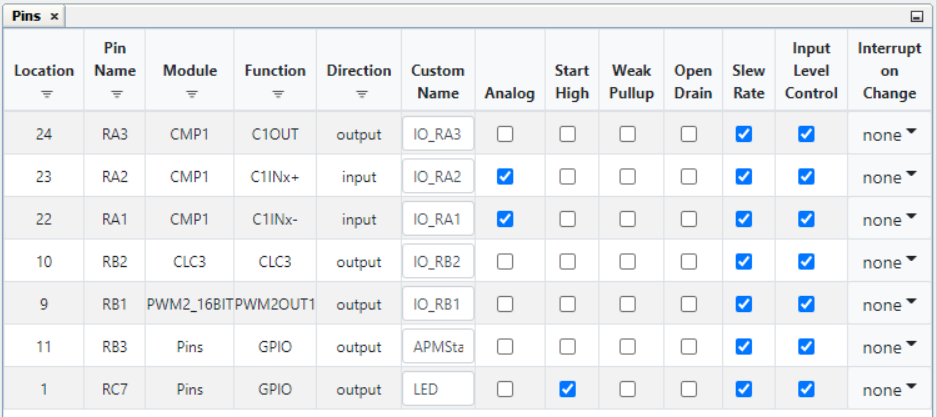 Pins ×
Location Pin Name Module Function Direction Custom Name Analog Start High Weak Pullup Open Drain Slew Rate Input Level Control Interrupt on Change
24 RA3 CMP1 C1OUT output IO_RA3 none
23 RA2 CMP1 C1INx+ input IO_RA2 none
22 RA1 CMP1 C1INx- input IO_RA1 none
10 RB2 CLC3 CLC3 output IO_RB2 none
9 RB1 PWM2_16BIT PWM2OUT1 output IO_RB1 none
11 RB3 Pins GPIO output APMSta none
1 RC7 Pins GPIO output LED none